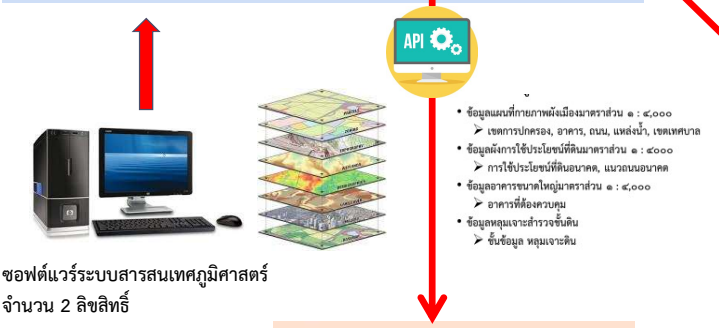 API
• ข้อมูลแผนที่กายภาพผังเมืองมาตราส่วน ๑ : ๔,๐๐๐
➢ เขตการปกครอง, อาคาร, ถนน, แหล่งน้ำ, เขตเทศบาล
• ข้อมูลผังการใช้ประโยชน์ที่ดินมาตราส่วน ๑ : ๔๐๐๐
➢ การใช้ประโยชน์ที่ดินอนาคต, แนวถนนอนาคต
• ข้อมูลอาคารขนาดใหญ่มาตราส่วน ๑ : ๔,๐๐๐
➢ อาคารที่ต้องควบคุม
• ข้อมูลหลุมเจาะสำรวจชั้นดิน
➢ ชั้นข้อมูล หลุมเจาะดิน
ซอฟต์แวร์ระบบสารสนเทศภูมิศาสตร์
จำนวน 2 ลิขสิทธิ์